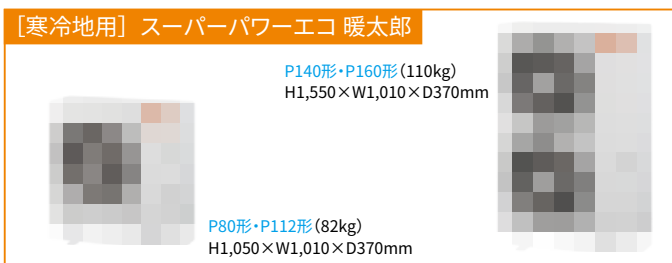 [寒冷地用] スーパーパワーエコ 暖太郎
P140形・P160形(110kg)
H1,550×W1,010×D370mm
P80形・P112形(82kg)
H1,050×W1,010×D370mm